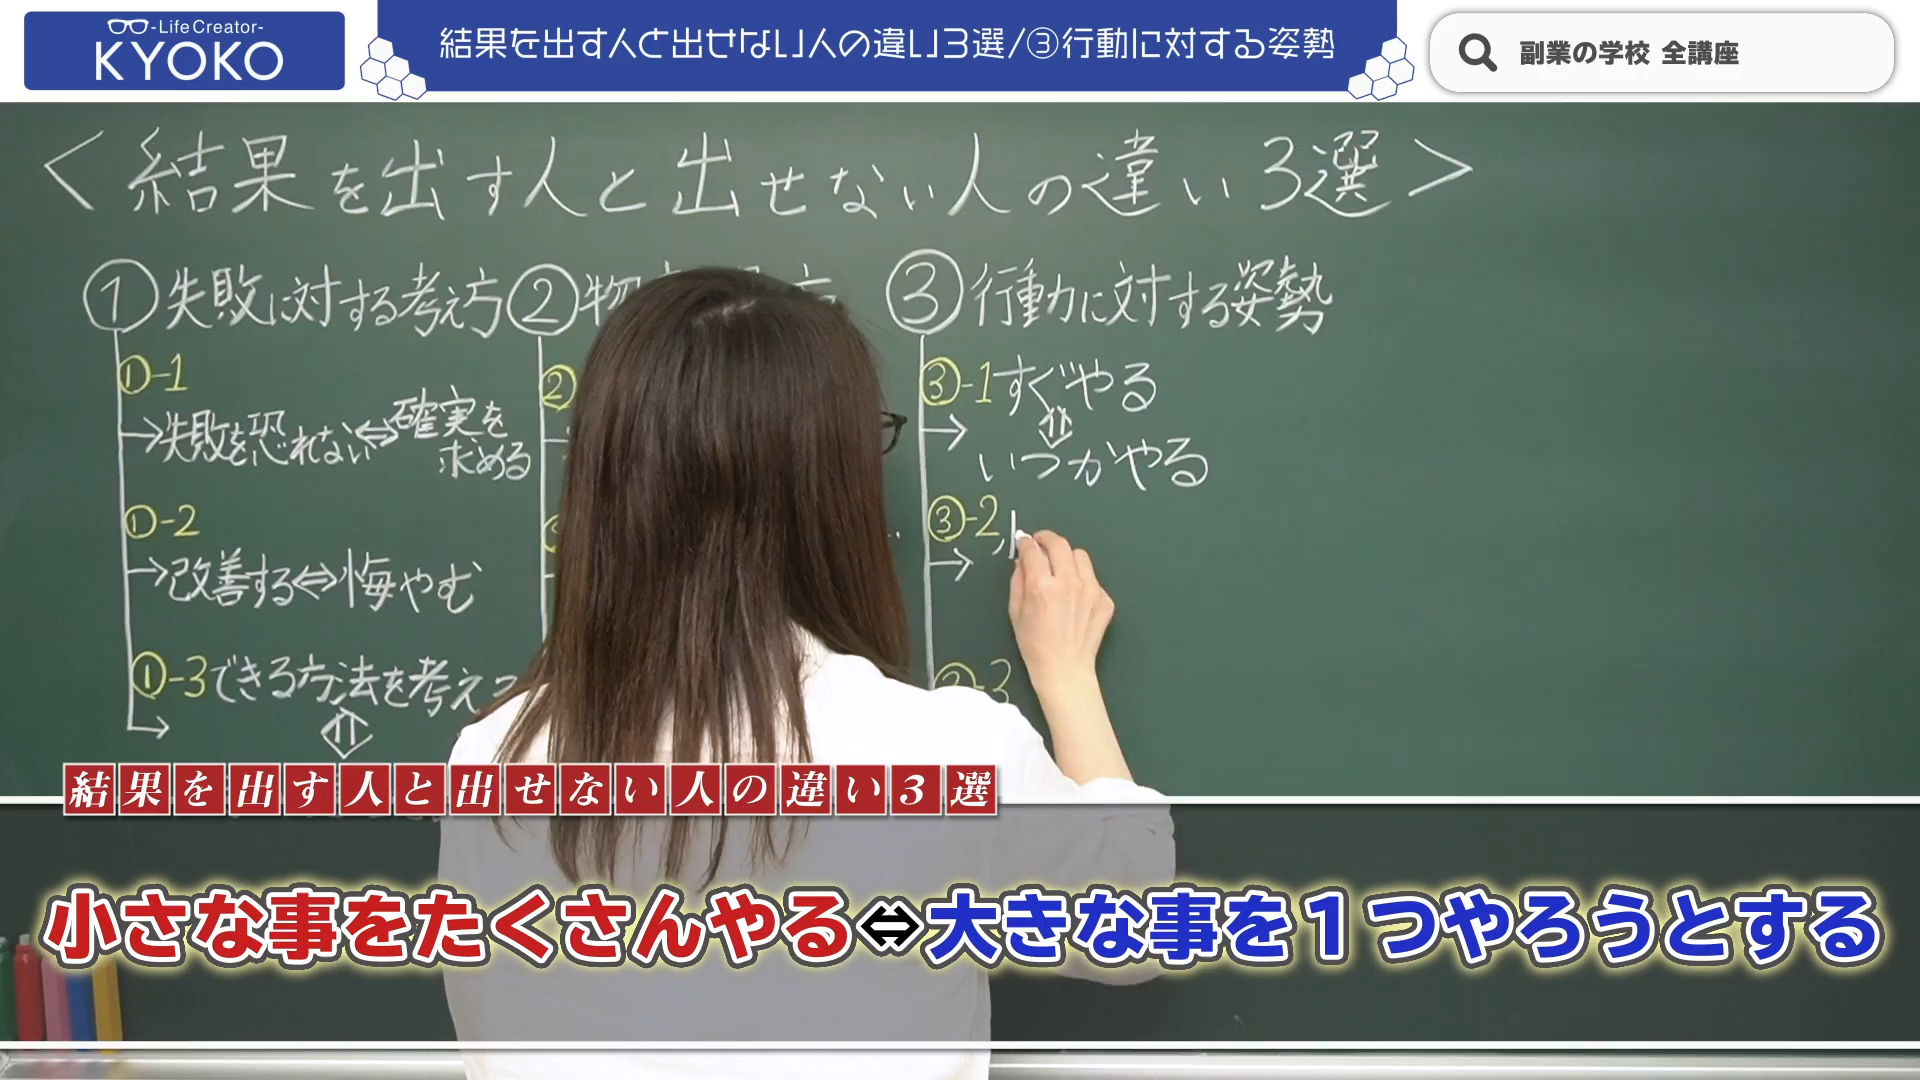 -Life Creator-
KYOKO
結果を出す人と出せない人の違い3選/③行動に対する姿勢
副業の学校 全講座
<結果を出す人と出せない人の違い3選>
①失敗に対する考え方
①-1
→失敗を恐れない⇔確実を
求める
①-2
→改善する⇔悔やむ
①-3できる方法を考え
→
⇕
②物
②
③行動に対する姿勢
③-1すぐやる
→ ⇕
いつかやる
③-2
→
③-3
結果を出す人と出せない人の違い3選
小さな事をたくさんやる⇔大きな事を1つやろうとする